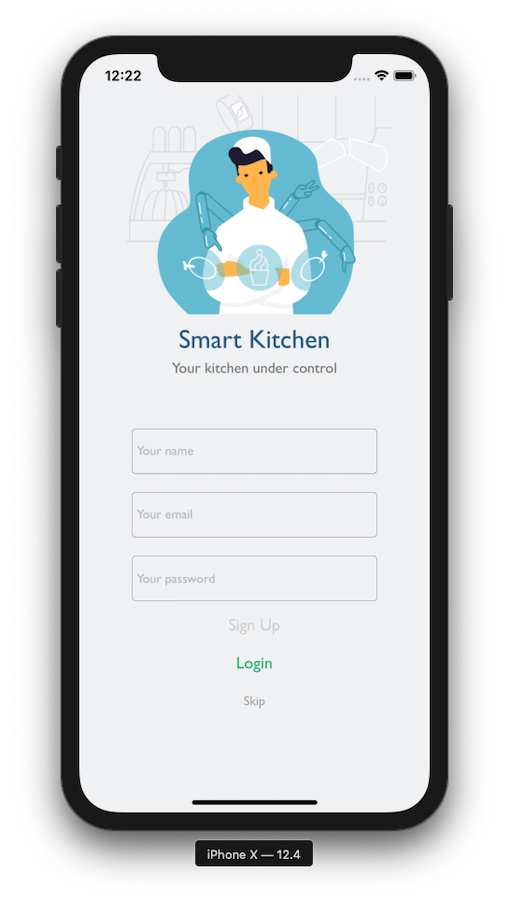 12:22
Smart Kitchen
Your kitchen under control
Your name
Your email
Your password
Sign Up
Login
Skip
iPhone X — 12.4